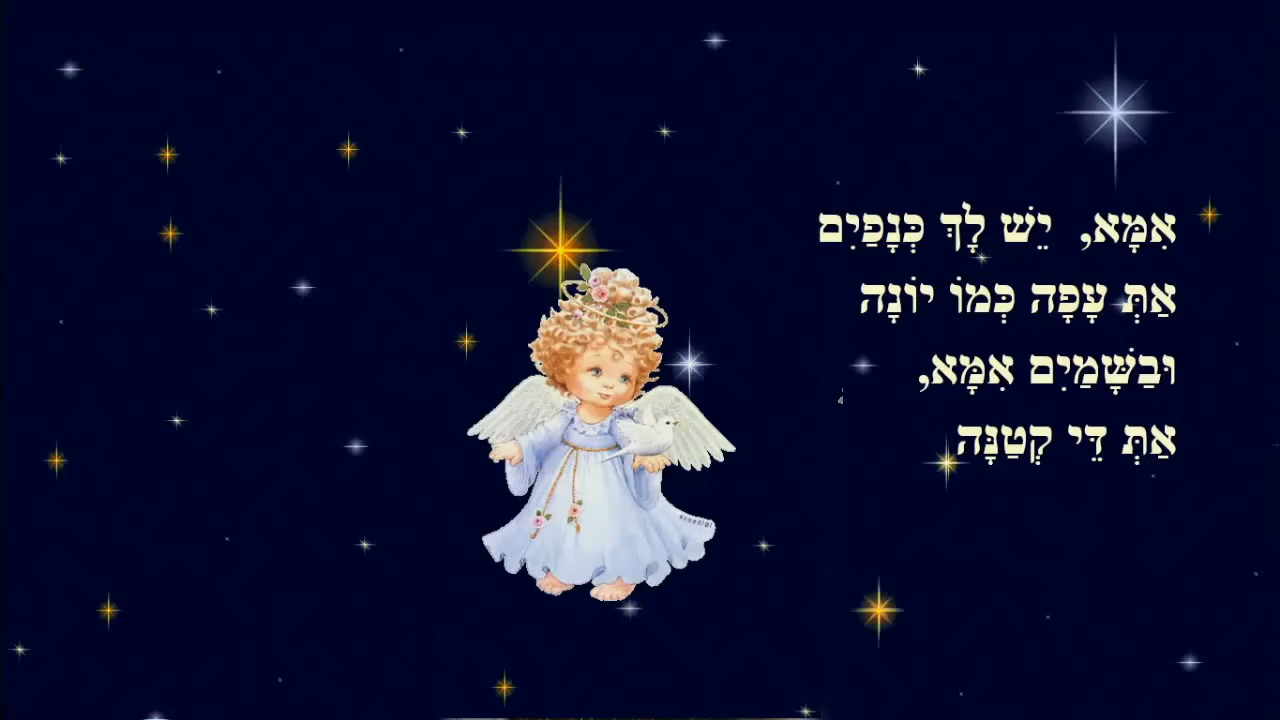 אִמָּא, יֵשׁ לָךְ כְּנָפַיִם
אַתְּ עָפָה כְּמוֹ יוֹנָה
וּבַשָּׁמַיִם אִמָּא,
אַתְּ דֵּי קְטַנָּה